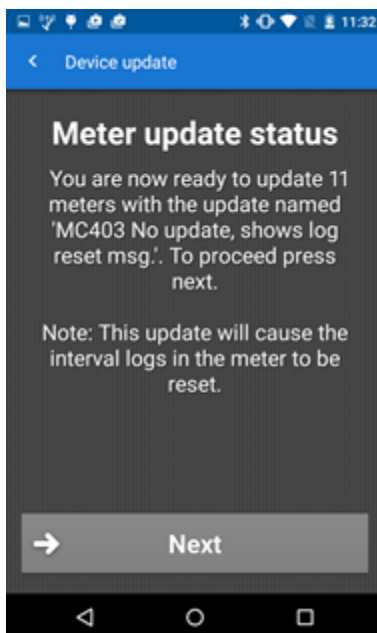 11:32
Device update
Meter update status
You are now ready to update 11
meters with the update named
'MC403 No update, shows log
reset msg.'. To proceed press
next.
Note: This update will cause the
interval logs in the meter to be
reset.
Next